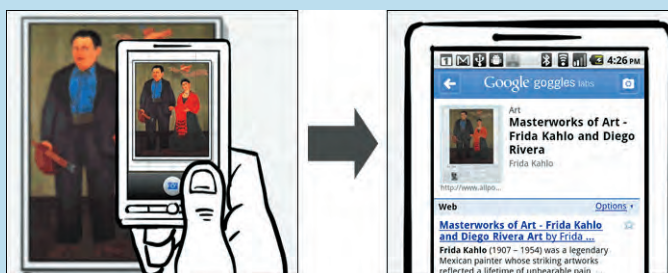 4:26 PM
Google goggles labs
Art
Masterworks of Art -
Frida Kahlo and Diego
Rivera
Frida Kahlo
http://www.allpo...
Web
Options
Masterworks of Art - Frida Kahlo
and Diego Rivera Art by Frida ...
Frida Kahlo (1907 – 1954) was a legendary
Mexican painter whose striking artworks
reflected a lifetime of unbearable pain